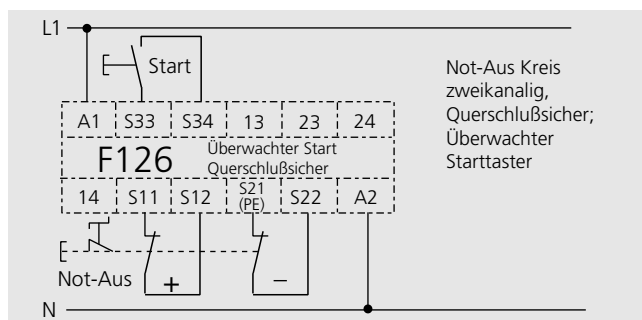 L1
Start
A1 S33 S34 13 23 24
F126
Überwachter Start
Querschlußsicher
14 S11 S12 S21 (PE) S22 A2
Not-Aus
+ −
N
Not-Aus Kreis
zweikanalig,
Querschlußsicher;
Überwachter
Starttaster